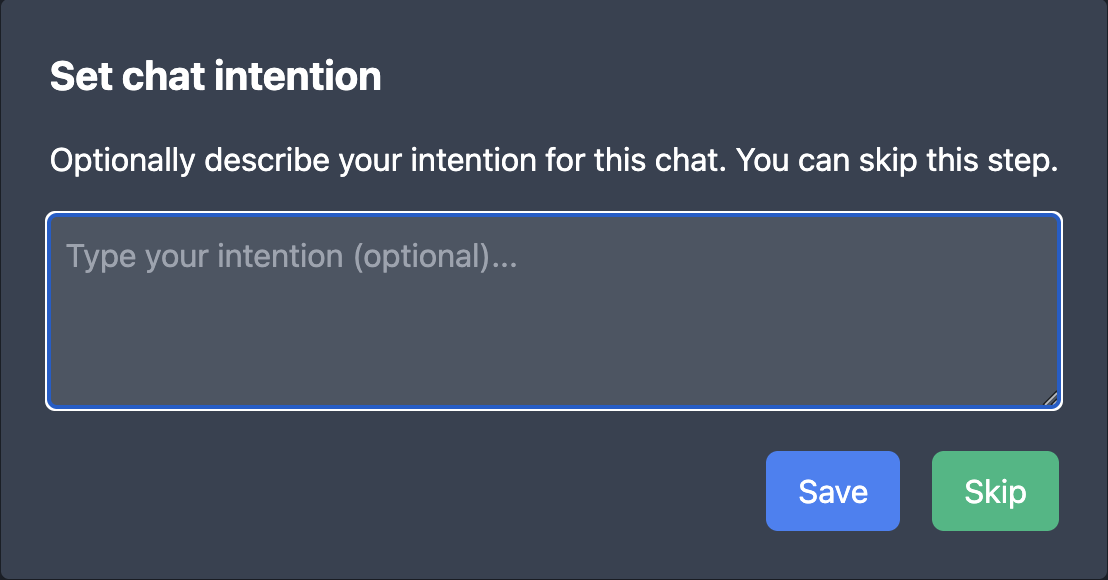 Set chat intention
Optionally describe your intention for this chat. You can skip this step.
Type your intention (optional)...
Save
Skip